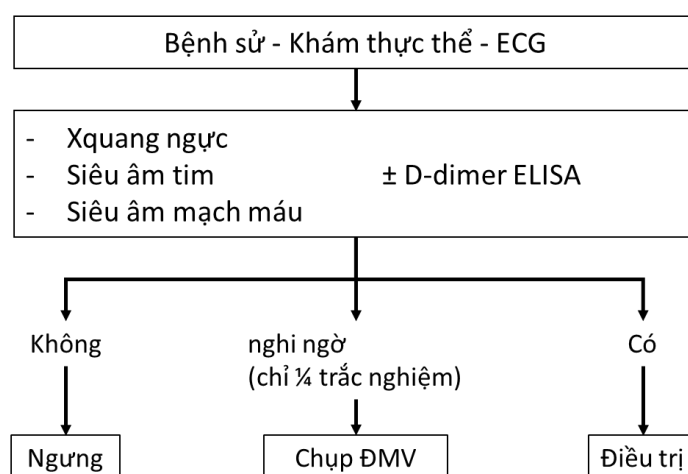 Bệnh sử - Khám thực thể - ECG
- Xquang ngực
- Siêu âm tim ± D-dimer ELISA
- Siêu âm mạch máu
Không nghi ngờ Có
(chỉ ¼ trắc nghiệm)
Ngưng Chụp ĐMV Điều trị